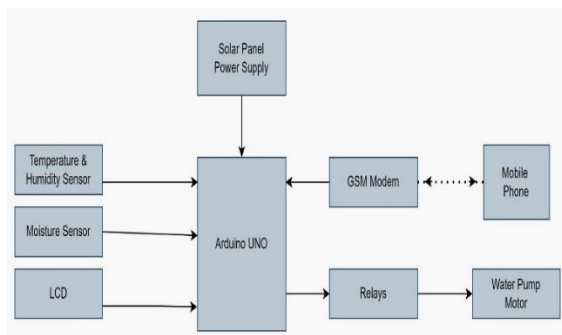 Solar Panel
Power Supply
Temperature &
Humidity Sensor
GSM Modem
Mobile
Phone
Moisture Sensor
Arduino UNO
LCD
Relays
Water Pump
Motor